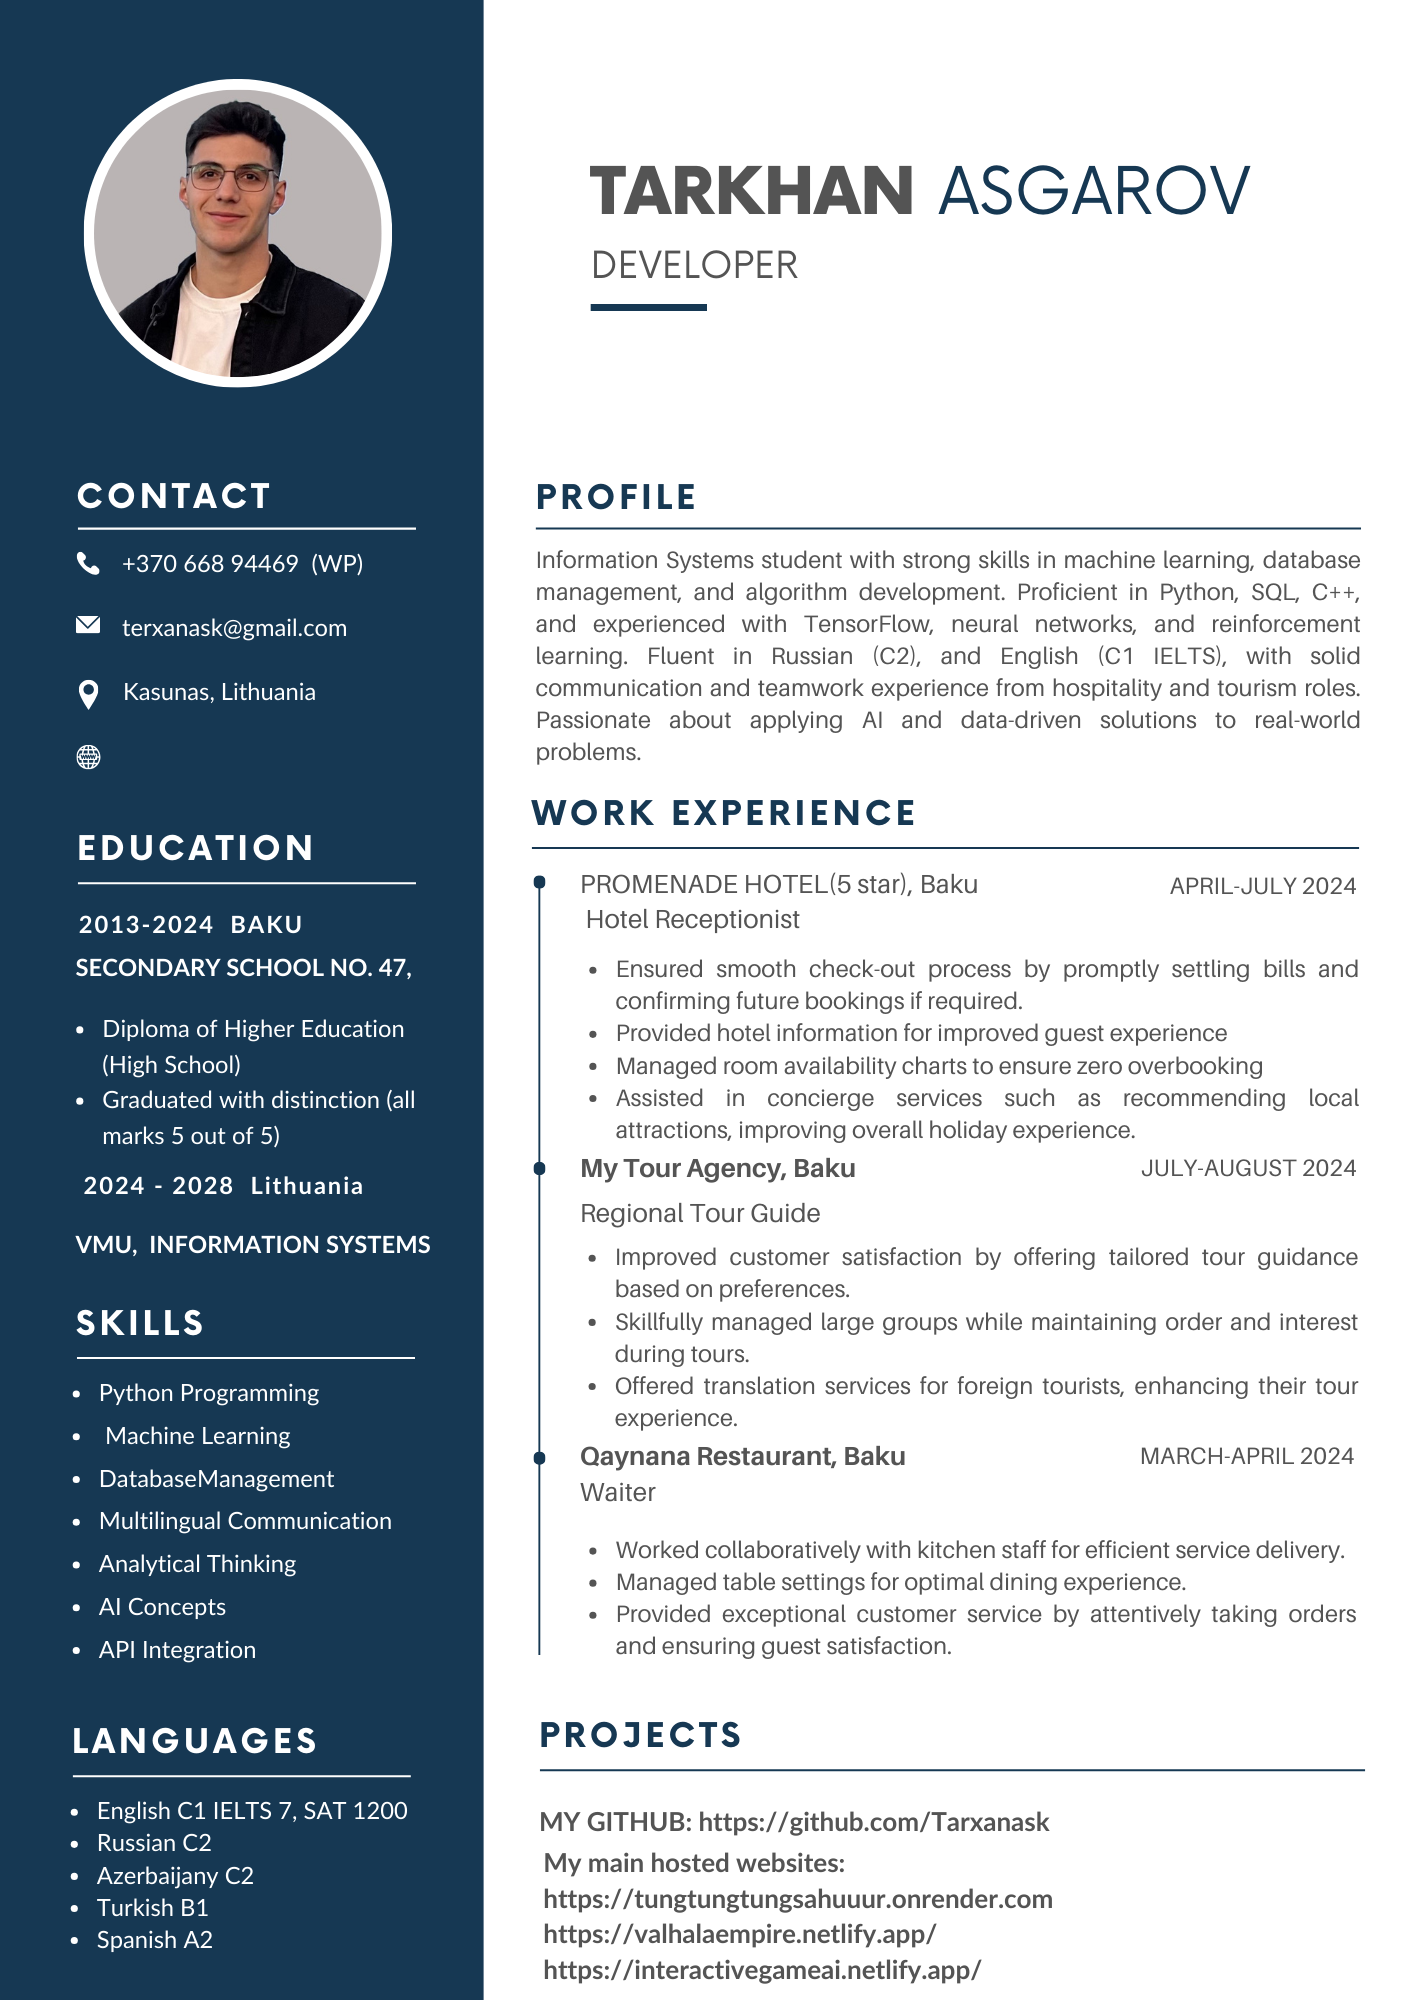 TARKHAN ASGAROV
DEVELOPER
CONTACT
+370 668 94469 (WP)
terxanask@gmail.com
Kasunas, Lithuania
EDUCATION
2013-2024 BAKU
SECONDARY SCHOOL NO. 47,
• Diploma of Higher Education
(High School)
• Graduated with distinction (all
marks 5 out of 5)
2024 - 2028 Lithuania
VMU, INFORMATION SYSTEMS
SKILLS
• Python Programming
• Machine Learning
• DatabaseManagement
• Multilingual Communication
• Analytical Thinking
• AI Concepts
• API Integration
LANGUAGES
• English C1 IELTS 7, SAT 1200
• Russian C2
• Azerbaijany C2
• Turkish B1
• Spanish A2
PROFILE
Information Systems student with strong skills in machine learning, database
management, and algorithm development. Proficient in Python, SQL, C++,
and experienced with TensorFlow, neural networks, and reinforcement
learning. Fluent in Russian (C2), and English (C1 IELTS), with solid
communication and teamwork experience from hospitality and tourism roles.
Passionate about applying AI and data-driven solutions to real-world
problems.
WORK EXPERIENCE
PROMENADE HOTEL(5 star), Baku APRIL-JULY 2024
Hotel Receptionist
• Ensured smooth check-out process by promptly settling bills and
confirming future bookings if required.
• Provided hotel information for improved guest experience
• Managed room availability charts to ensure zero overbooking
• Assisted in concierge services such as recommending local
attractions, improving overall holiday experience.
My Tour Agency, Baku JULY-AUGUST 2024
Regional Tour Guide
• Improved customer satisfaction by offering tailored tour guidance
based on preferences.
• Skillfully managed large groups while maintaining order and interest
during tours.
• Offered translation services for foreign tourists, enhancing their tour
experience.
Qaynana Restaurant, Baku MARCH-APRIL 2024
Waiter
• Worked collaboratively with kitchen staff for efficient service delivery.
• Managed table settings for optimal dining experience.
• Provided exceptional customer service by attentively taking orders
and ensuring guest satisfaction.
PROJECTS
MY GITHUB: https://github.com/Tarxanask
My main hosted websites:
https://tungtungtungsahuuur.onrender.com
https://valhalaempire.netlify.app/
https://interactivegameai.netlify.app/